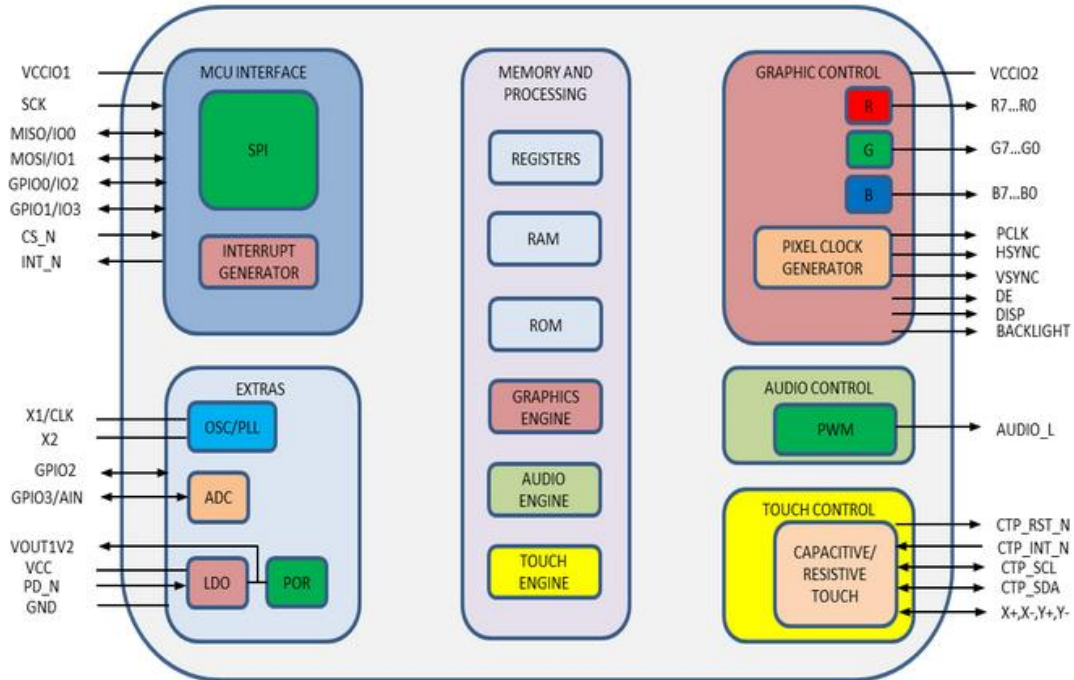 VCCIO1
SCK
MISO/IO0
MOSI/IO1
GPIO0/IO2
GPIO1/IO3
CS_N
INT_N
MCU INTERFACE
SPI
INTERRUPT
GENERATOR
X1/CLK
X2
GPIO2
GPIO3/AIN
VOUT1V2
VCC
PD_N
GND
EXTRAS
OSC/PLL
ADC
LDO
POR
MEMORY AND
PROCESSING
REGISTERS
RAM
ROM
GRAPHICS
ENGINE
AUDIO
ENGINE
TOUCH
ENGINE
GRAPHIC CONTROL
R
G
B
PIXEL CLOCK
GENERATOR
VCCIO2
R7...R0
G7...G0
B7...B0
PCLK
HSYNC
VSYNC
DE
DISP
BACKLIGHT
AUDIO CONTROL
PWM
AUDIO_L
TOUCH CONTROL
CAPACITIVE/
RESISTIVE
TOUCH
CTP_RST_N
CTP_INT_N
CTP_SCL
CTP_SDA
X+,X-,Y+,Y-